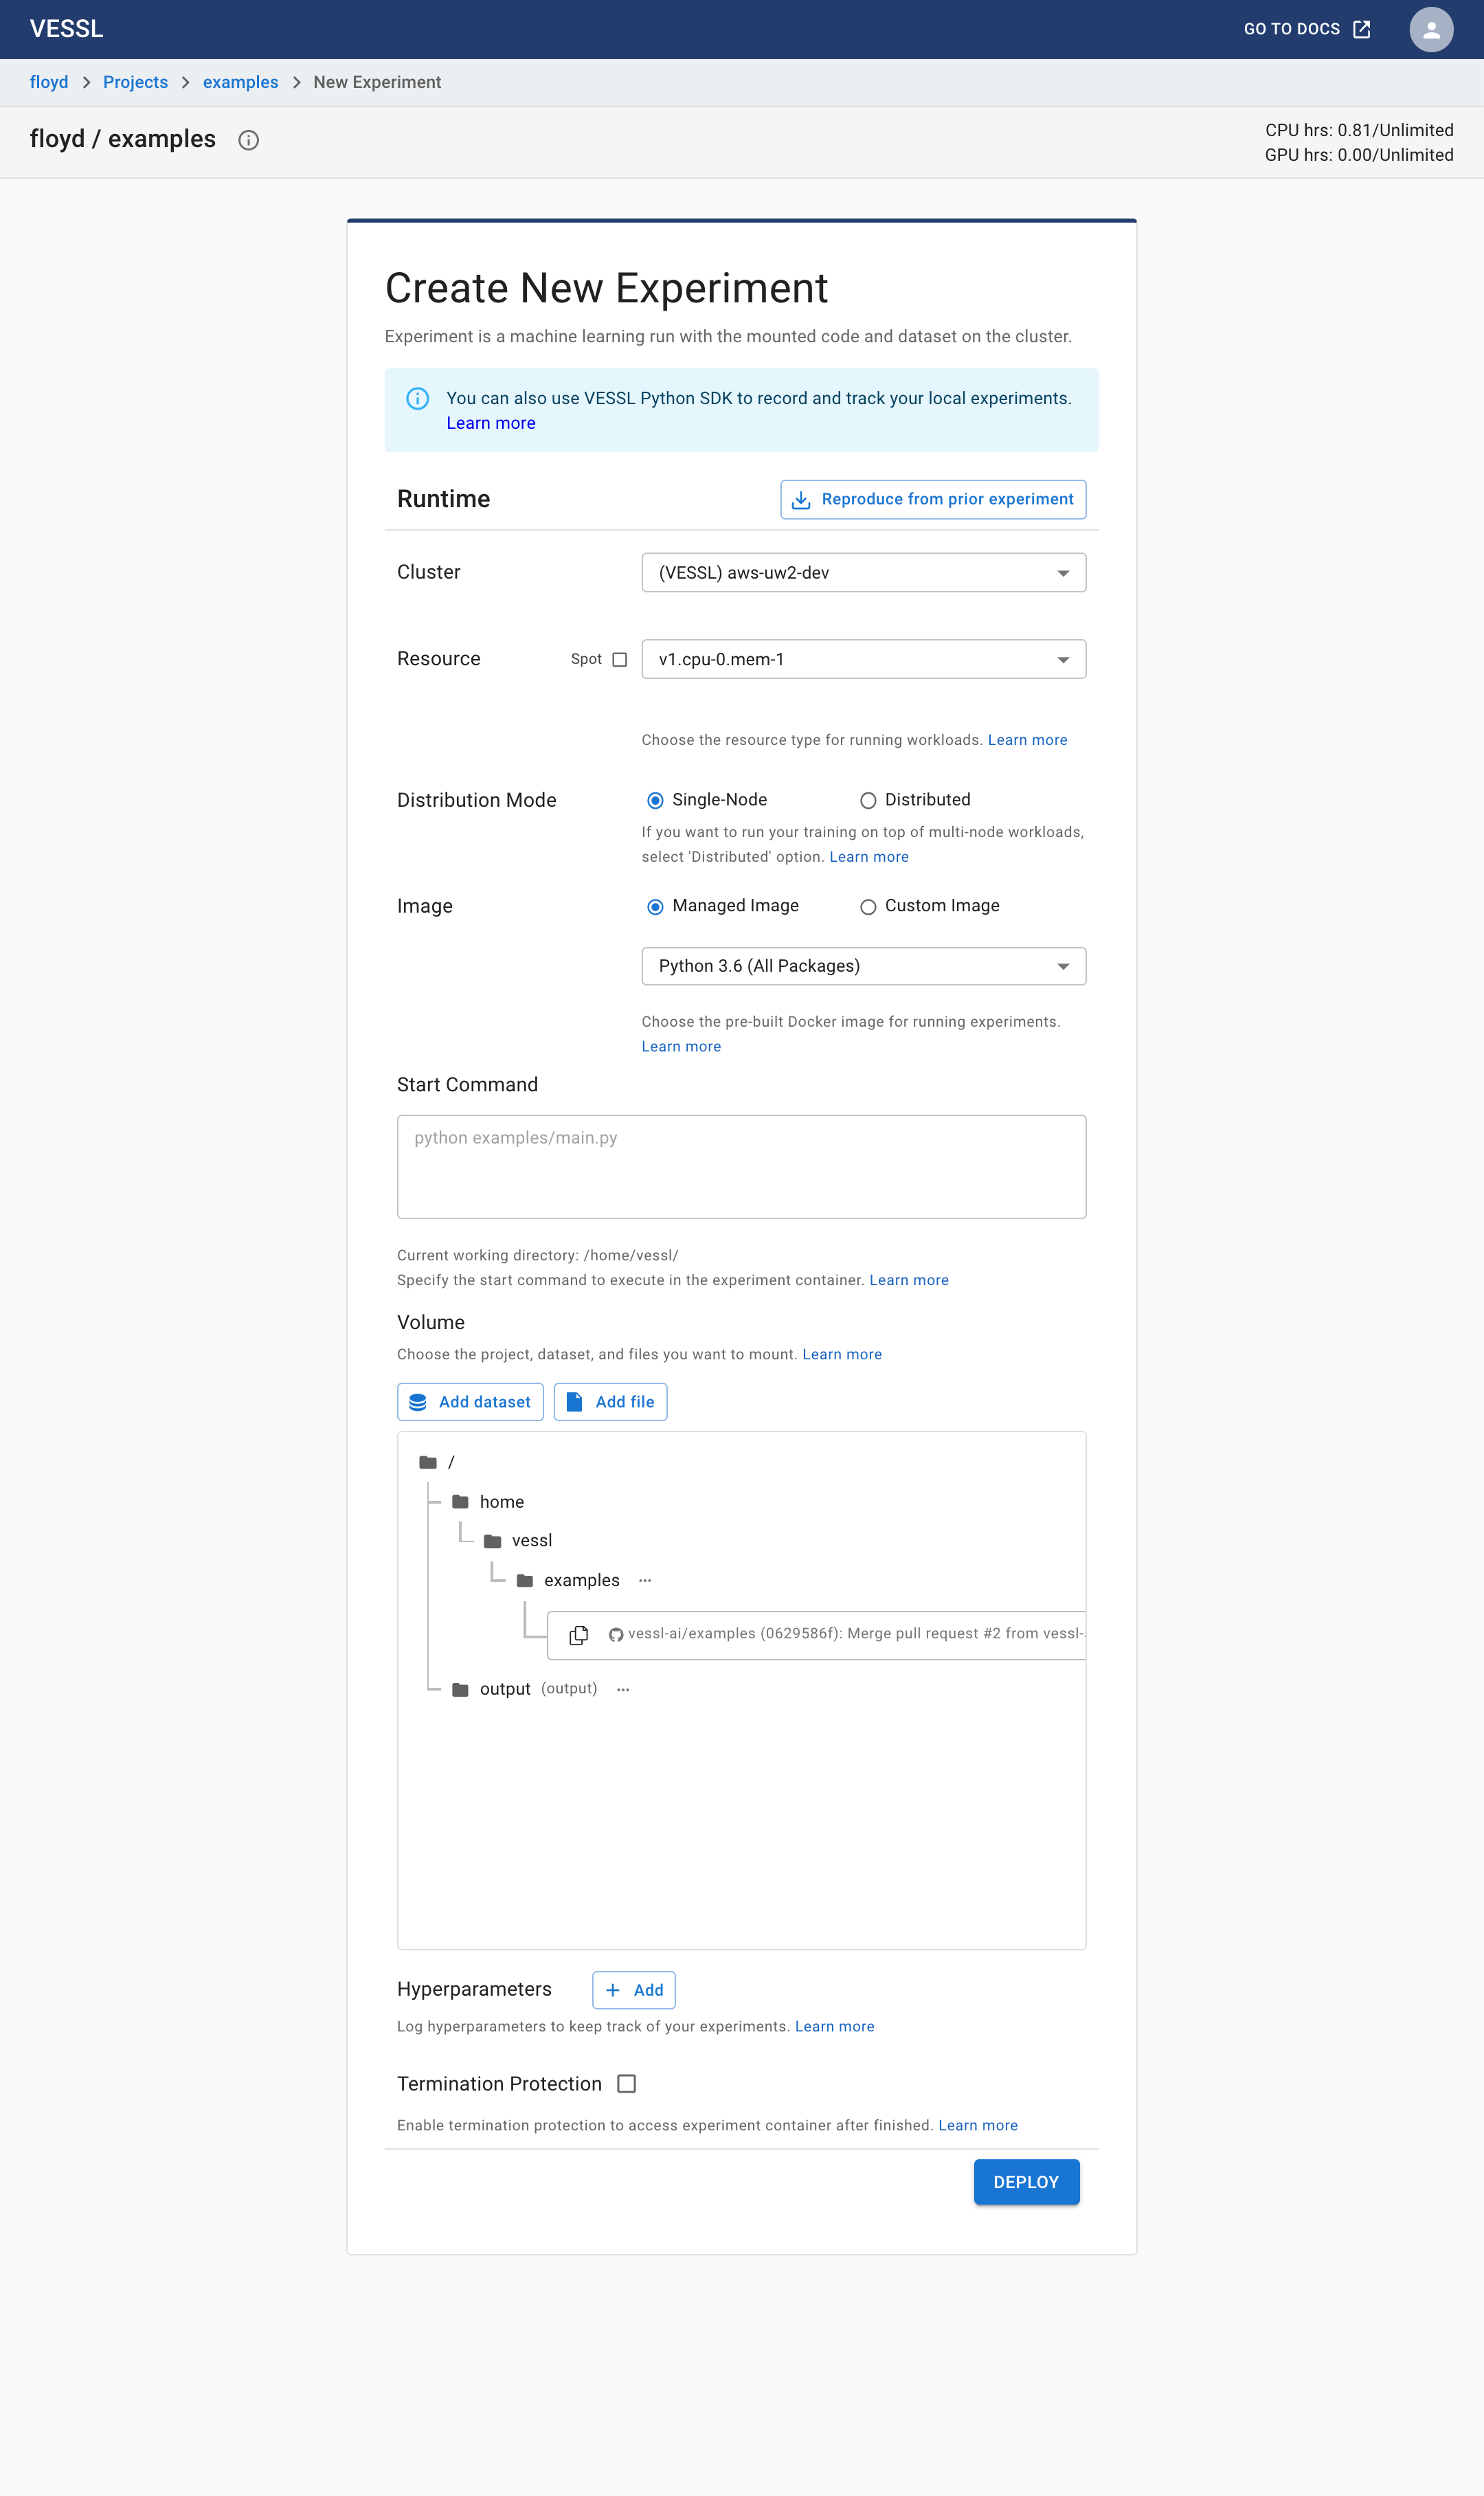 VESSL
GO TO DOCS
floyd > Projects > examples > New Experiment
floyd / examples
CPU hrs: 0.81/Unlimited
GPU hrs: 0.00/Unlimited
Create New Experiment
Experiment is a machine learning run with the mounted code and dataset on the cluster.
You can also use VESSL Python SDK to record and track your local experiments.
Learn more
Runtime
Reproduce from prior experiment
Cluster
(VESSL) aws-uw2-dev
Resource
Spot
v1.cpu-0.mem-1
Choose the resource type for running workloads. Learn more
Distribution Mode
Single-Node
Distributed
If you want to run your training on top of multi-node workloads,
select 'Distributed' option. Learn more
Image
Managed Image
Custom Image
Python 3.6 (All Packages)
Choose the pre-built Docker image for running experiments.
Learn more
Start Command
python examples/main.py
Current working directory: /home/vessl/
Specify the start command to execute in the experiment container. Learn more
Volume
Choose the project, dataset, and files you want to mount. Learn more
Add dataset
Add file
/
home
vessl
examples ...
vessl-ai/examples (0629586f): Merge pull request #2 from vessl-
output (output) ...
Hyperparameters
+ Add
Log hyperparameters to keep track of your experiments. Learn more
Termination Protection
Enable termination protection to access experiment container after finished. Learn more
DEPLOY